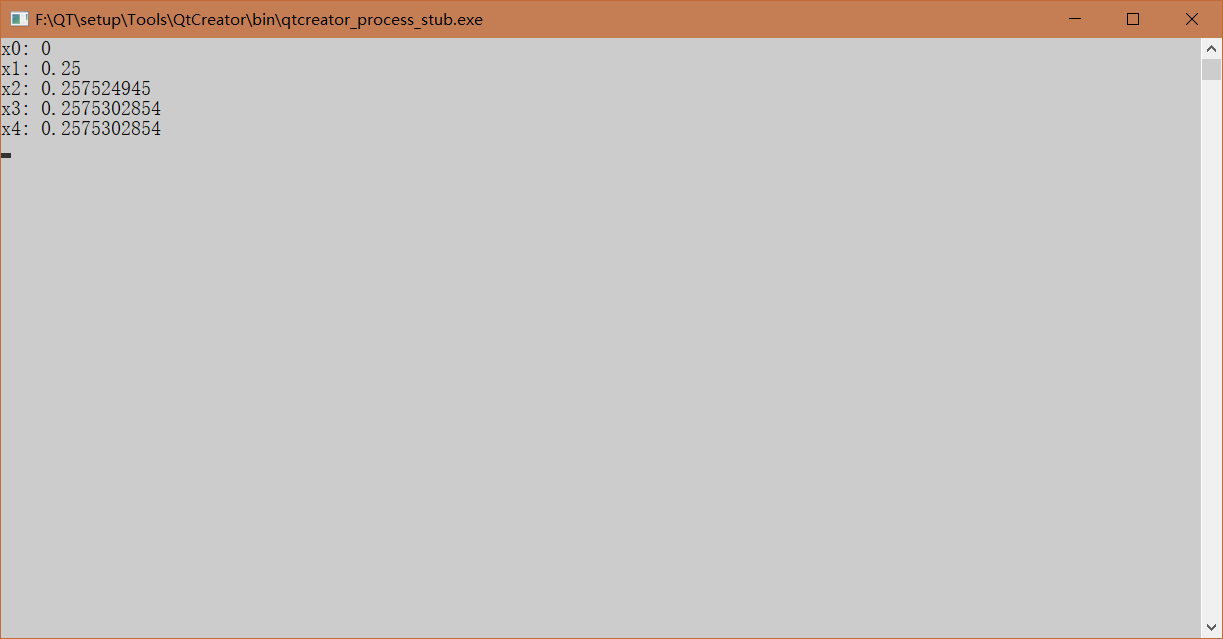 F:\QT\setup\Tools\QtCreator\bin\qtcreator_process_stub.exe
x0: 0
x1: 0.25
x2: 0.257524945
x3: 0.2575302854
x4: 0.2575302854